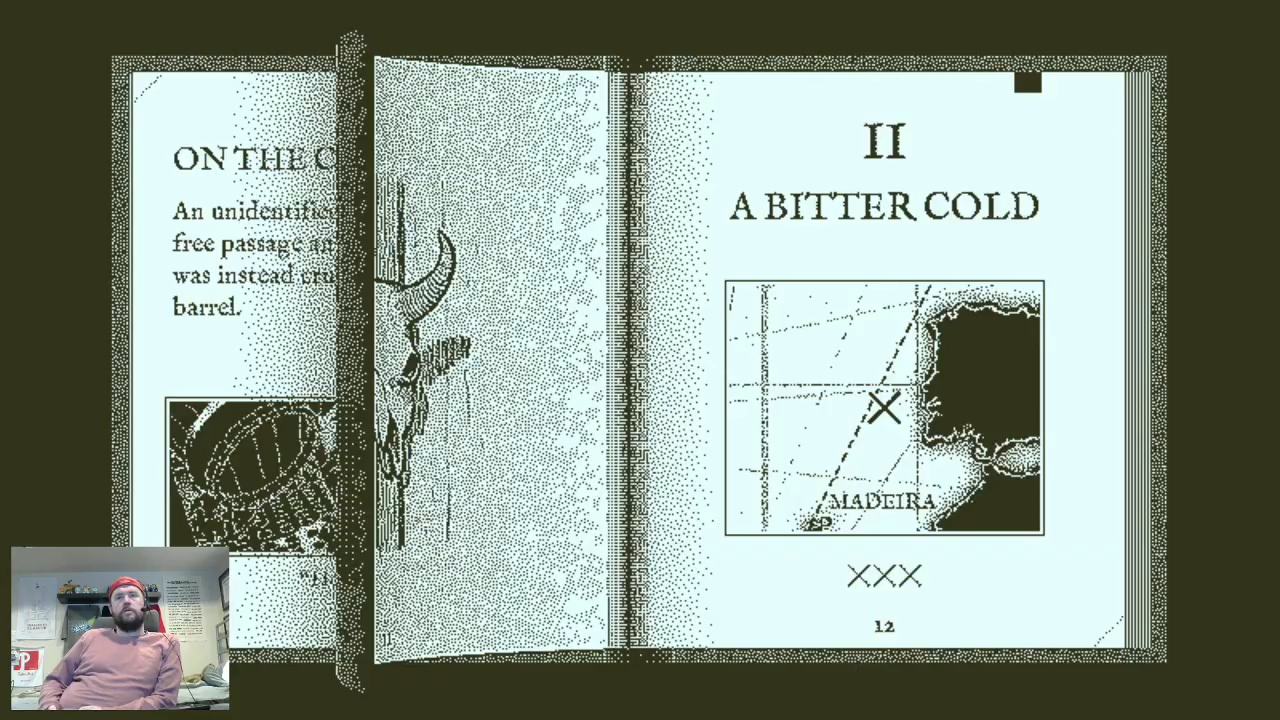 ON THE C
An unidentified
free passage an
was instead cru
barrel.
II
A BITTER COLD
MADEIRA
XXX
12